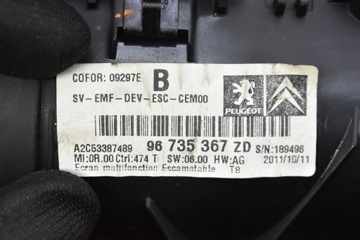 COFOR: 09297E B
SV-EMF-DEV-ESC-CEM00
PEUGEOT
A2C53387489 96 735 367 ZD S/N:189496
MI:0R.00 Ctrl:474 T SW:06.00 HW:AG 2011/10/11
Ecran multifonction Escamotable T8